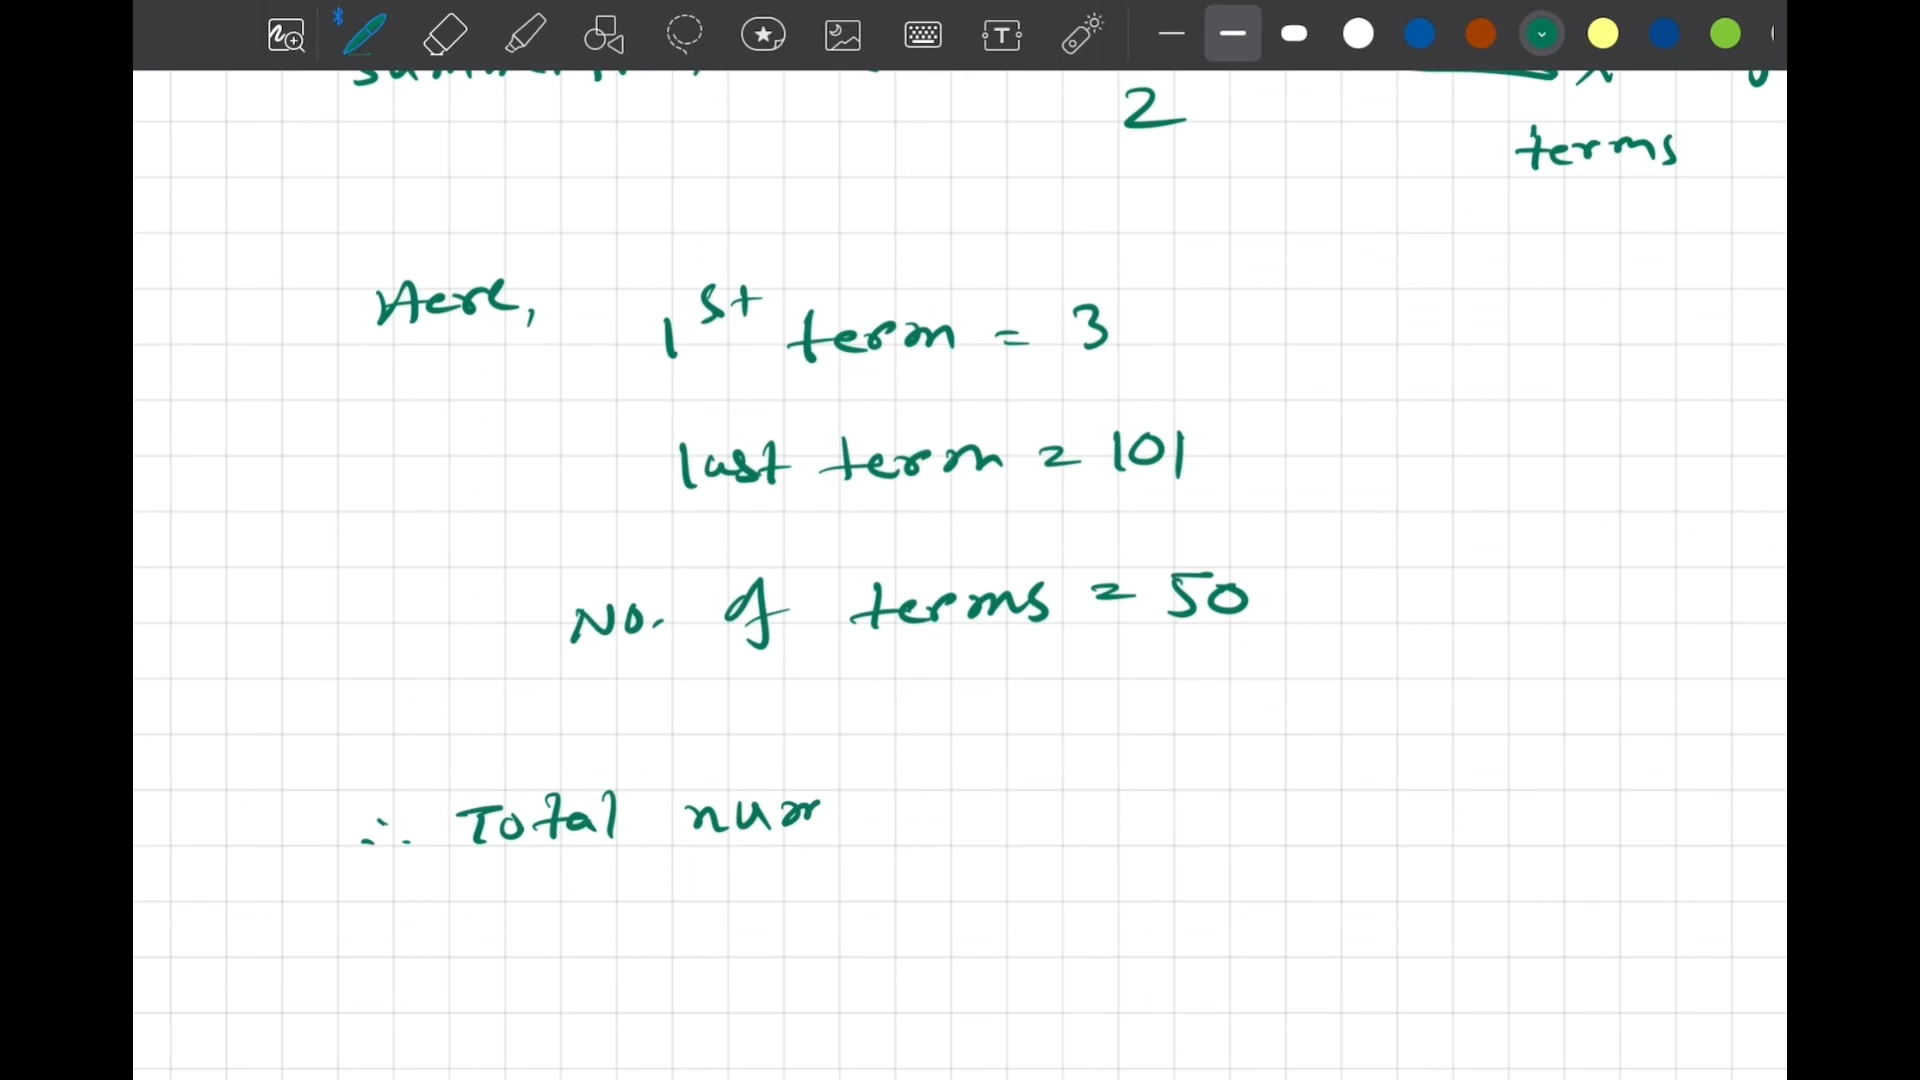 2
terms
Here, 1st term = 3
last term = 101
No. of terms = 50
∴ Total num